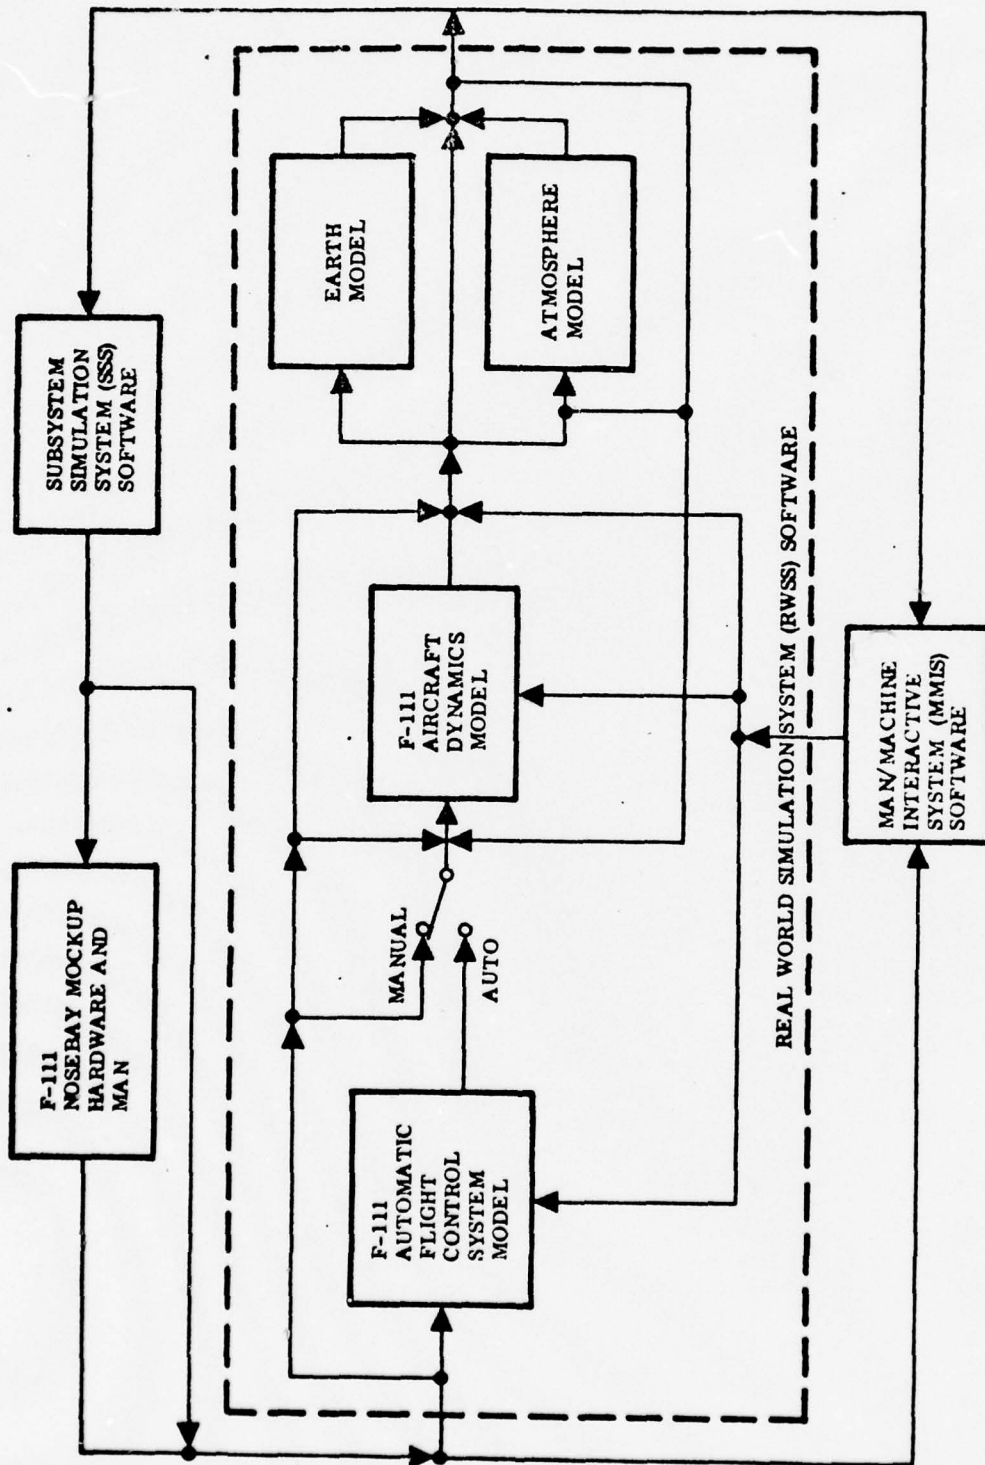 F-111
NOSEBAY MOCKUP
HARDWARE AND
MAN
SUBSYSTEM
SIMULATION
SYSTEM (SSS)
SOFTWARE
F-111
AUTOMATIC
FLIGHT
CONTROL
SYSTEM
MODEL
MANUAL
AUTO
F-111
AIRCRAFT
DYNAMICS
MODEL
EARTH
MODEL
ATMOSPHERE
MODEL
REAL WORLD SIMULATION SYSTEM (RWSS) SOFTWARE
MAN/MACHINE
INTERACTIVE
SYSTEM (MMIS)
SOFTWARE